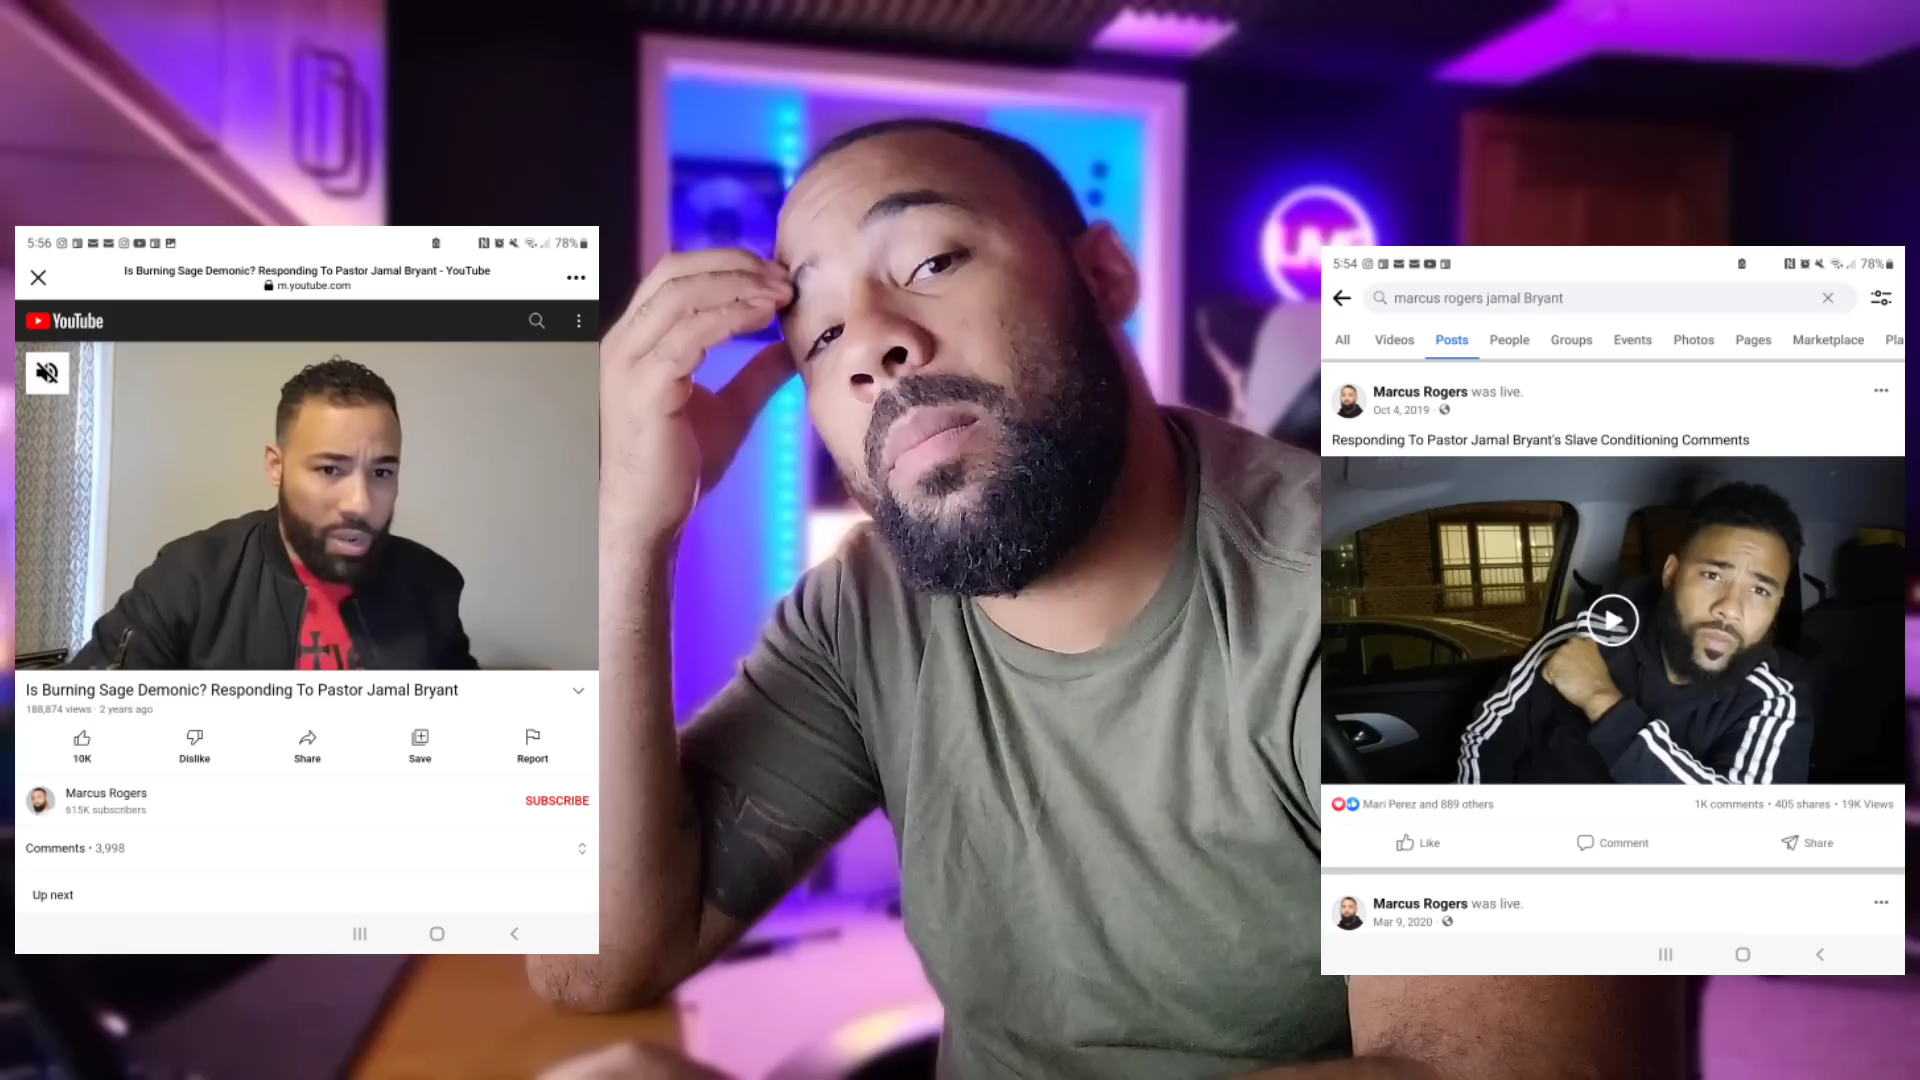 5:56
78%
Is Burning Sage Demonic? Responding To Pastor Jamal Bryant - YouTube
m.youtube.com
YouTube
Is Burning Sage Demonic? Responding To Pastor Jamal Bryant
188,874 views · 2 years ago
10K
Dislike
Share
Save
Report
Marcus Rogers
615K subscribers
SUBSCRIBE
Comments · 3,998
Up next
LIVE
5:54
78%
marcus rogers jamal Bryant
All Videos Posts People Groups Events Photos Pages Marketplace Pla
Marcus Rogers was live.
Oct 4, 2019
Responding To Pastor Jamal Bryant's Slave Conditioning Comments
Mari Perez and 889 others
1K comments • 405 shares • 19K Views
Like
Comment
Share
Marcus Rogers was live.
Mar 9, 2020